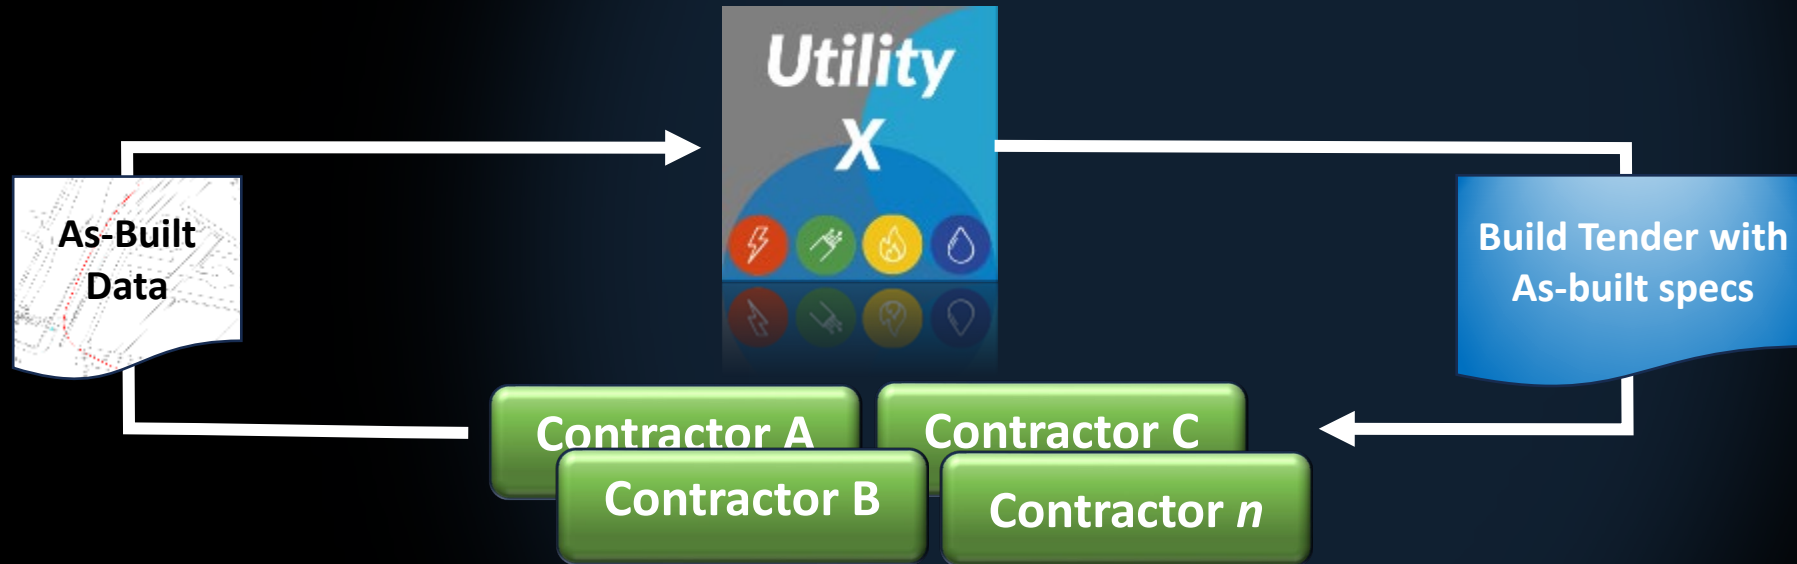 Utility
X
As-Built
Data
Build Tender with
As-built specs
Contractor A
Contractor C
Contractor B
Contractor n